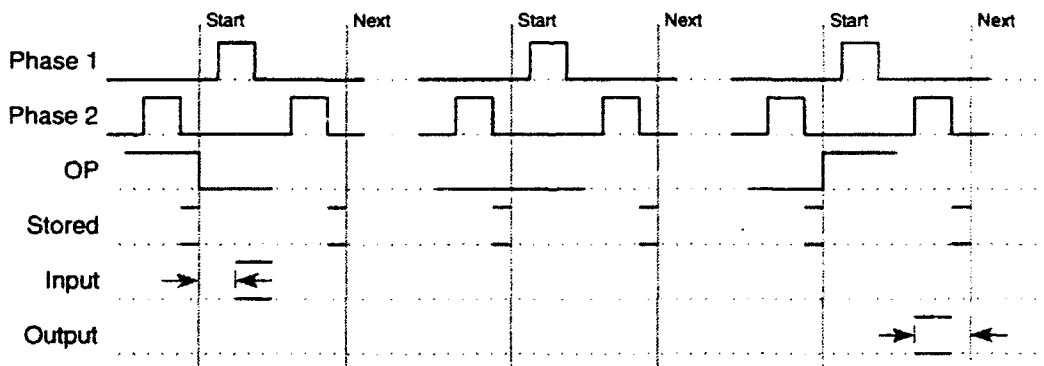 Start Next Start Next Start Next
Phase 1
Phase 2
OP
Stored
Input
Output